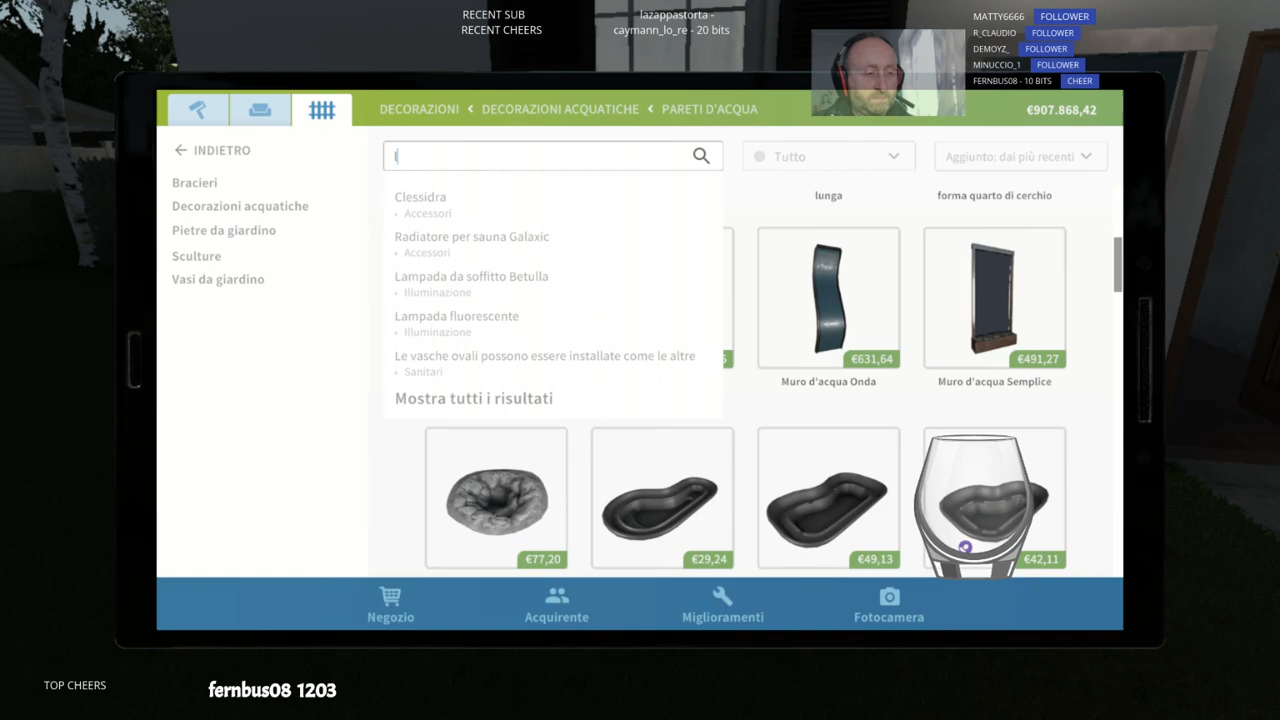 RECENT SUB
RECENT CHEERS
lazappastorta -
caymann_lo_re - 20 bits
MATTY6666 FOLLOWER
R_CLAUDIO FOLLOWER
DEMOYZ_ FOLLOWER
MINUCCIO_1 FOLLOWER
FERNBUS08 - 10 BITS CHEER
DECORAZIONI < DECORAZIONI ACQUATICHE < PARETI D'ACQUA
€907.868,42
INDIETRO
Bracieri
Decorazioni acquatiche
Pietre da giardino
Sculture
Vasi da giardino
l
Tutto
Aggiunto: dai più recenti
Clessidra
• Accessori
Radiatore per sauna Galaxic
• Accessori
Lampada da soffitto Betulla
• Illuminazione
Lampada fluorescente
• Illuminazione
Le vasche ovali possono essere installate come le altre
• Sanitari
Mostra tutti i risultati
lunga
forma quarto di cerchio
€631,64
€491,27
Muro d'acqua Onda
Muro d'acqua Semplice
€77,20
€29,24
€49,13
€42,11
Negozio
Acquirente
Miglioramenti
Fotocamera
TOP CHEERS
fernbus08 1203